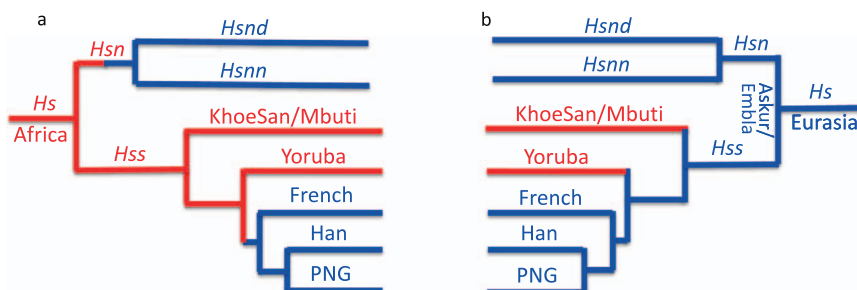 a
Hsnd
Hsn
Hsnn
Hs
Africa
KhoeSan/Mbuti
Hss
Yoruba
French
Han
PNG
b
Hsnd
Hsn
Hsnn
Askur/
Embla
Hs
Eurasia
KhoeSan/Mbuti
Hss
Yoruba
French
Han
PNG